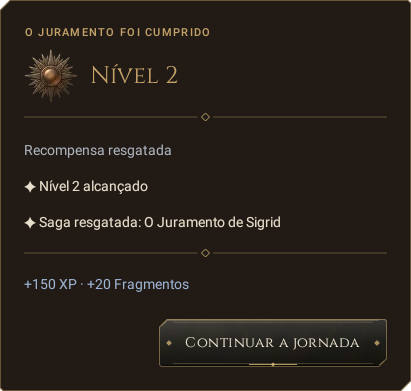 O JURAMENTO FOI CUMPRIDO
NÍVEL 2
Recompensa resgatada
✦ Nível 2 alcançado
✦ Saga resgatada: O Juramento de Sigrid
+150 XP · +20 Fragmentos
CONTINUAR A JORNADA